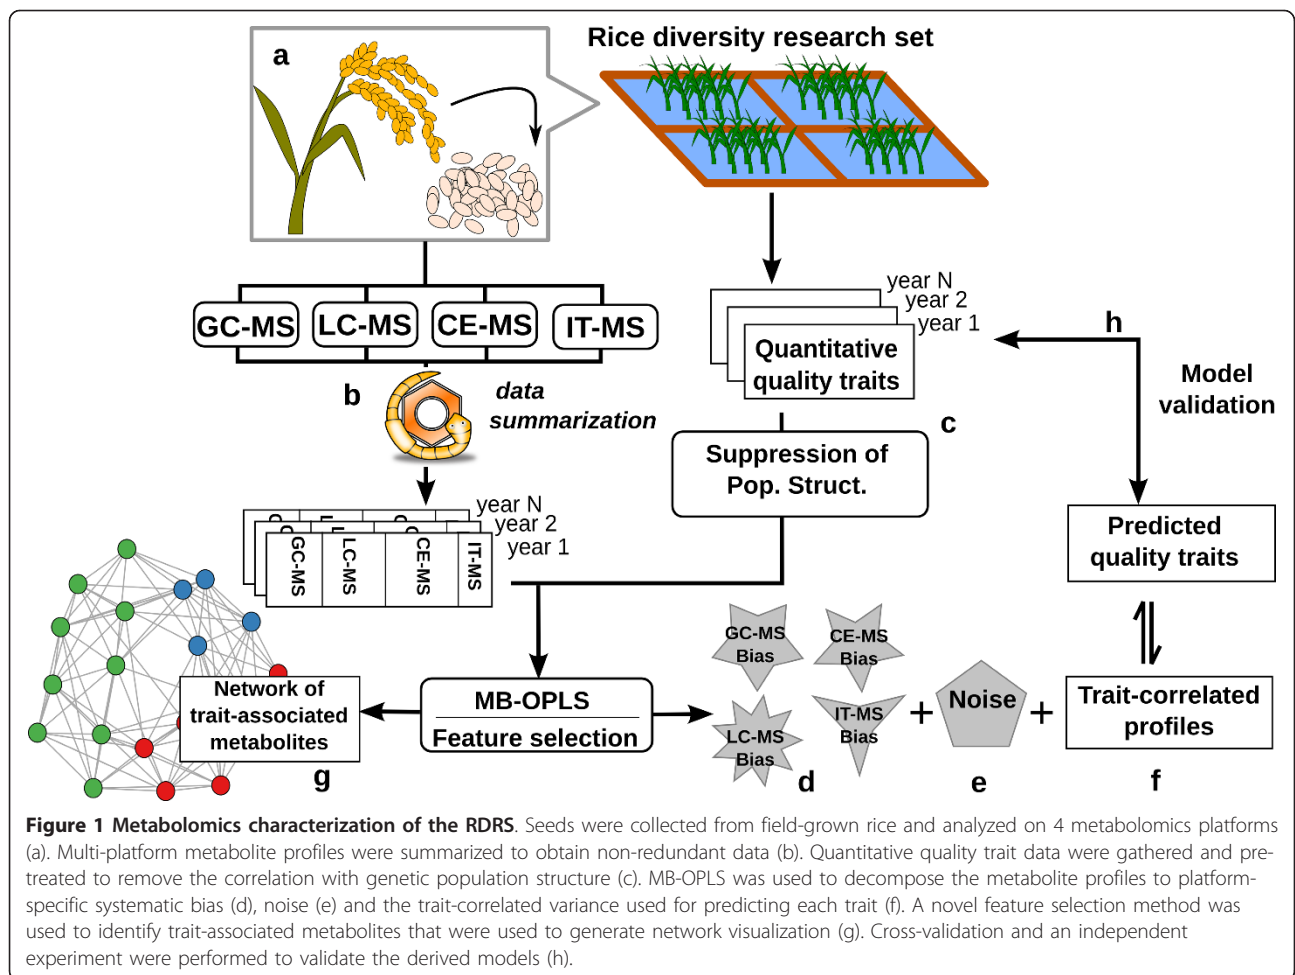 a
Rice diversity research set
GC-MS
LC-MS
CE-MS
IT-MS
b
data
summarization
year N
year 2
year 1
Quantitative
quality traits
c
Suppression of
Pop. Struct.
h
Model
validation
Predicted
quality traits
year N
year 2
year 1
GC-MS
LC-MS
CE-MS
IT-MS
MB-OPLS
Feature selection
Network of
trait-associated
metabolites
g
GC-MS
Bias
CE-MS
Bias
LC-MS
Bias
IT-MS
Bias
d
+
Noise
e
+
Trait-correlated
profiles
f
Figure 1 Metabolomics characterization of the RDRS. Seeds were collected from field-grown rice and analyzed on 4 metabolomics platforms
(a). Multi-platform metabolite profiles were summarized to obtain non-redundant data (b). Quantitative quality trait data were gathered and pre-
treated to remove the correlation with genetic population structure (c). MB-OPLS was used to decompose the metabolite profiles to platform-
specific systematic bias (d), noise (e) and the trait-correlated variance used for predicting each trait (f). A novel feature selection method was
used to identify trait-associated metabolites that were used to generate network visualization (g). Cross-validation and an independent
experiment were performed to validate the derived models (h).